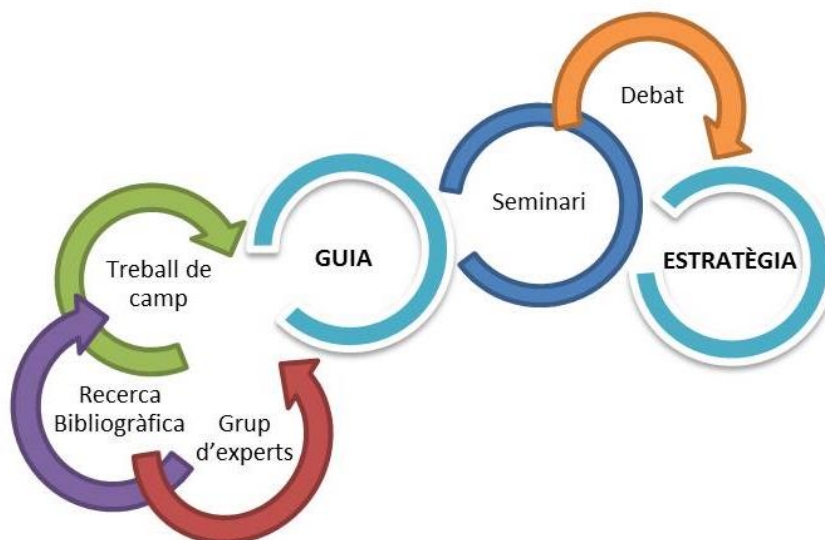 Treball de
camp
Recerca
Bibliogràfica
Grup
d'experts
GUIA
Seminari
Debat
ESTRATÈGIA